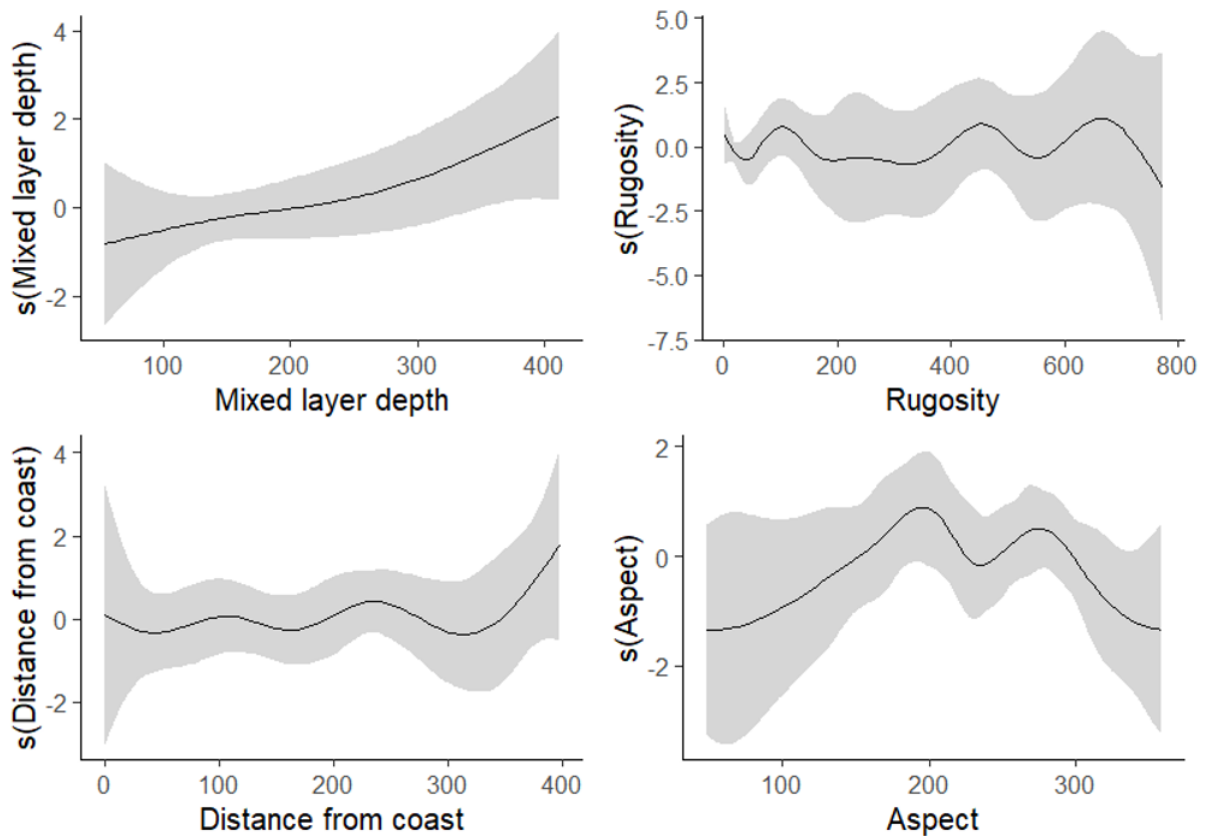 s(Mixed layer depth)
4
2
0
-2
100 200 300 400
Mixed layer depth
s(Rugosity)
5.0
2.5
0.0
-2.5
-5.0
-7.5
0 200 400 600 800
Rugosity
s(Distance from coast)
4
2
0
-2
0 100 200 300 400
Distance from coast
s(Aspect)
2
0
-2
100 200 300
Aspect